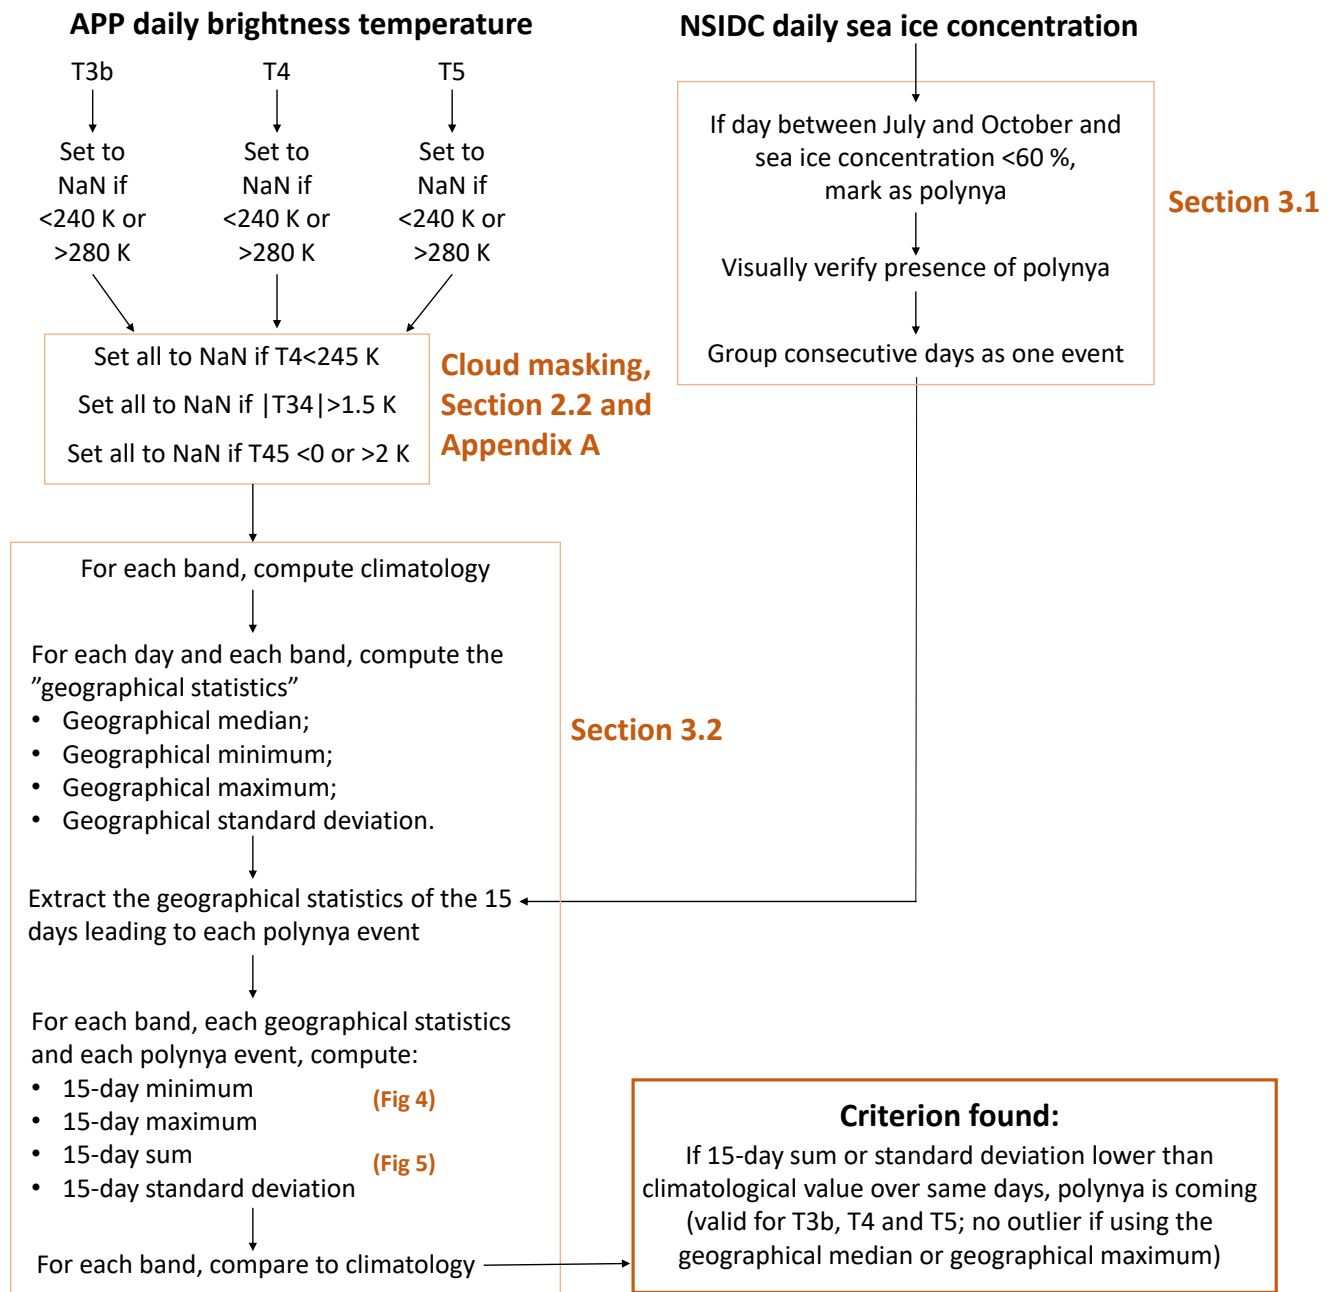 APP daily brightness temperature
T3b
T4
T5
Set to
NaN if
<240 K or
>280 K
Set to
NaN if
<240 K or
>280 K
Set to
NaN if
<240 K or
>280 K
Set all to NaN if T4<245 K
Set all to NaN if |T34|>1.5 K
Set all to NaN if T45 <0 or >2 K
Cloud masking,
Section 2.2 and
Appendix A
NSIDC daily sea ice concentration
If day between July and October and
sea ice concentration <60 %,
mark as polynya
Visually verify presence of polynya
Group consecutive days as one event
Section 3.1
For each band, compute climatology
For each day and each band, compute the
”geographical statistics”
• Geographical median;
• Geographical minimum;
• Geographical maximum;
• Geographical standard deviation.
Section 3.2
Extract the geographical statistics of the 15
days leading to each polynya event
For each band, each geographical statistics
and each polynya event, compute:
• 15-day minimum
• 15-day maximum
• 15-day sum
• 15-day standard deviation
(Fig 4)
(Fig 5)
For each band, compare to climatology
Criterion found:
If 15-day sum or standard deviation lower than
climatological value over same days, polynya is coming
(valid for T3b, T4 and T5; no outlier if using the
geographical median or geographical maximum)